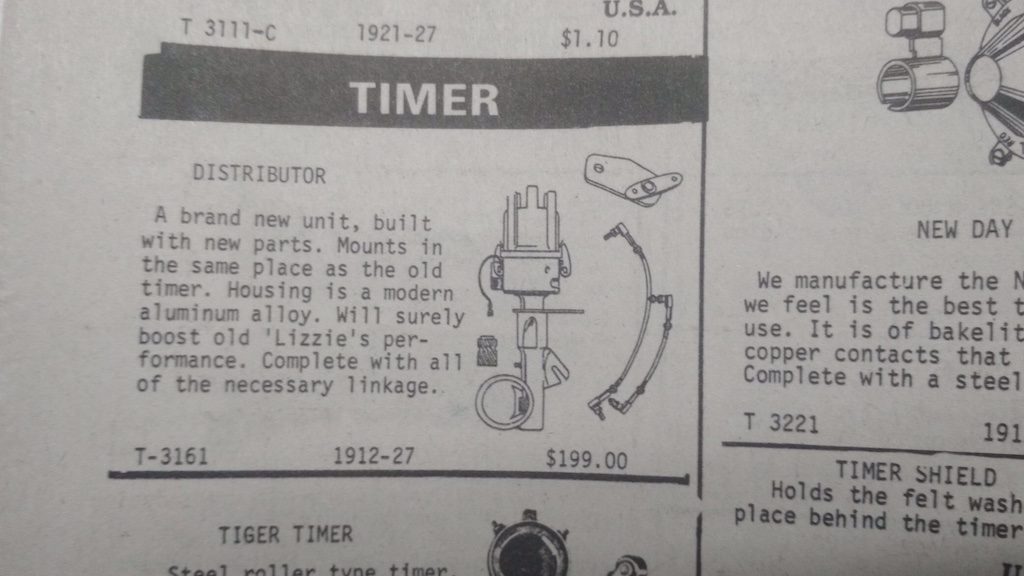 U.S.A.
T 3111-C 1921-27 $1.10
TIMER
DISTRIBUTOR
A brand new unit, built
with new parts. Mounts in
the same place as the old
timer. Housing is a modern
aluminum alloy. Will surely
boost old 'Lizzie's per-
formance. Complete with all
of the necessary linkage.
T-3161 1912-27 $199.00
TIGER TIMER
Steel roller type timer.
NEW DAY
We manufacture the
we feel is the best
use. It is of
copper contacts that
Complete with a steel
T 3221
TIMER SHIELD
Holds the felt
place behind the timer